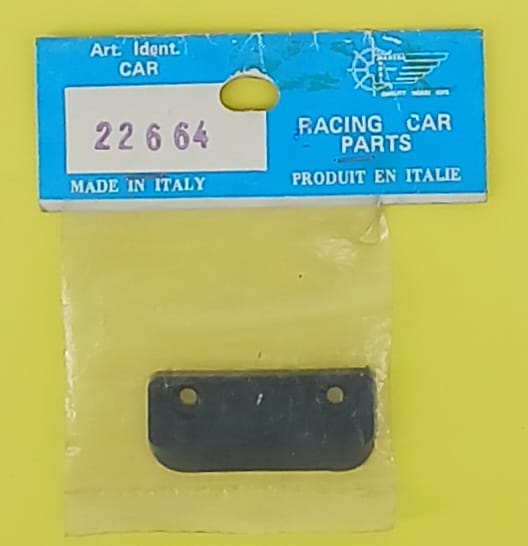 Art. Ident.
CAR
22664
MADE IN ITALY
RACING CAR
PARTS
PRODUIT EN ITALIE